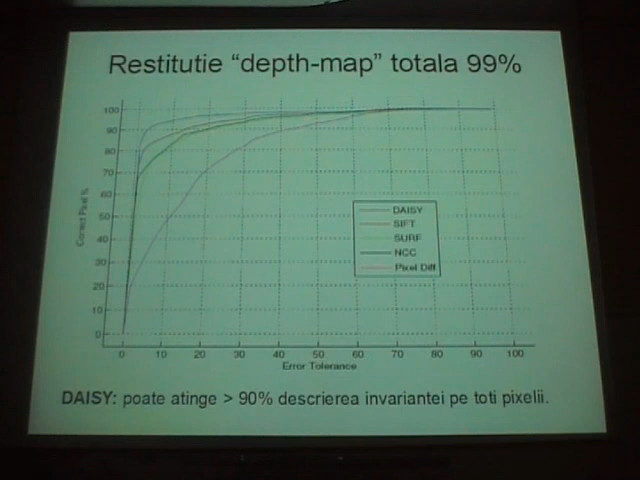 Restitutie “depth-map” totala 99%
100
90
80
70
60
50
40
30
20
10
0
Correct Pixel %
DAISY
SIFT
SURF
NCC
Pixel Diff
0 10 20 30 40 50 60 70 80 90 100
Error Tolerance
DAISY: poate atinge > 90% descrierea invariantei pe toti pixelii.